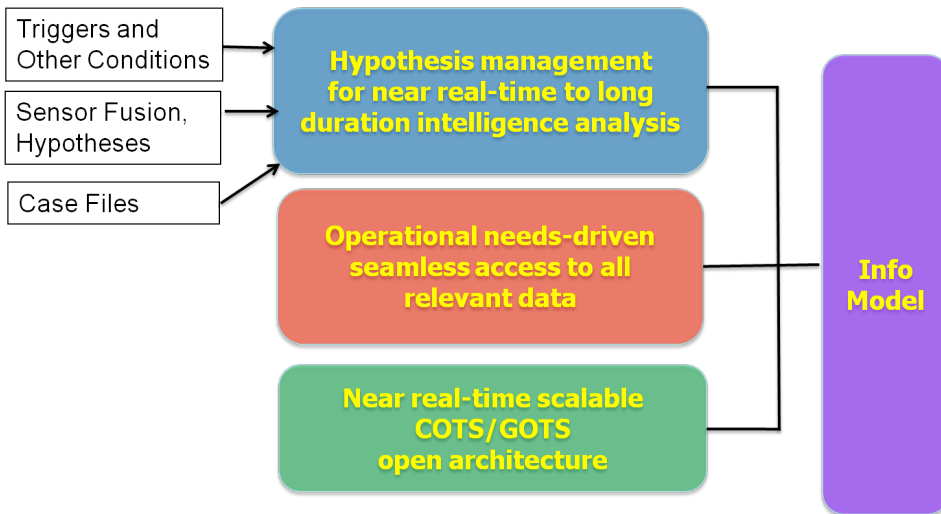 Triggers and
Other Conditions
Sensor Fusion,
Hypotheses
Case Files
Hypothesis management
for near real-time to long
duration intelligence analysis
Operational needs-driven
seamless access to all
relevant data
Near real-time scalable
COTS/GOTS
open architecture
Info
Model